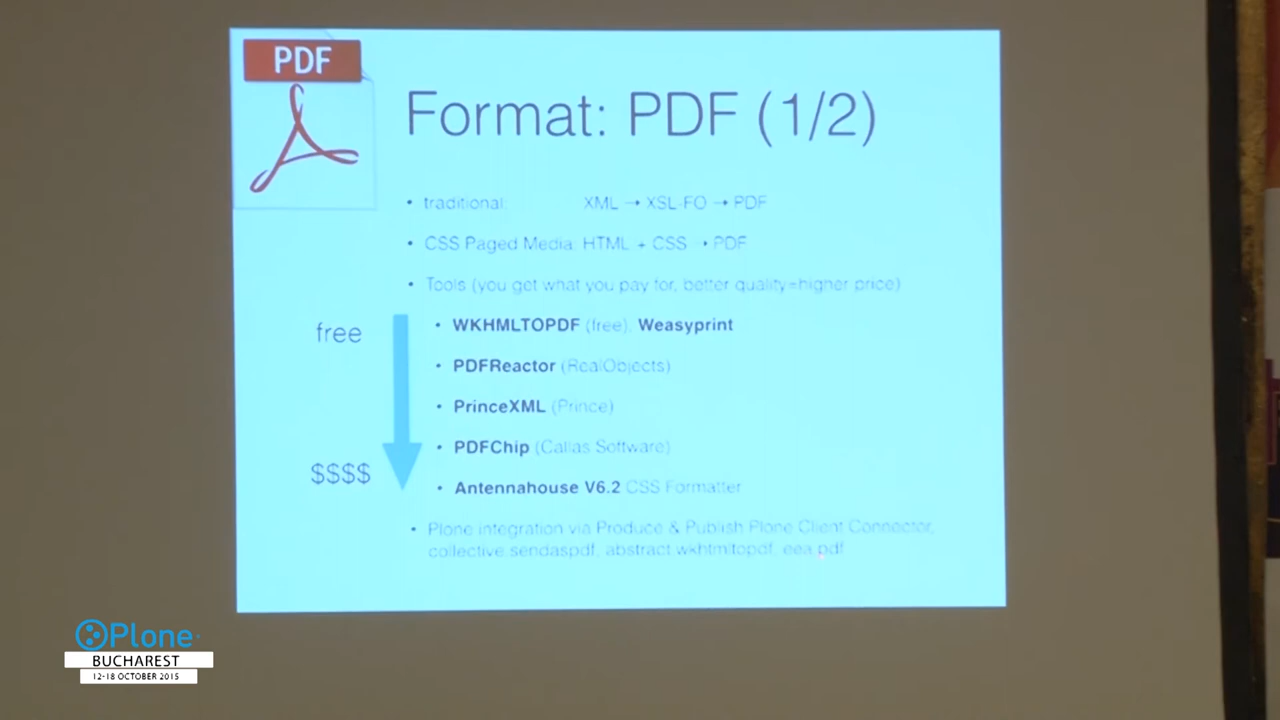 PDF
Format: PDF (1/2)
• traditional: XML → XSL-FO → PDF
• CSS Paged Media: HTML + CSS → PDF
• Tools (you get what you pay for, better quality=higher price)
free
• WKHMLTOPDF (free), Weasyprint
• PDFReactor (RealObjects)
• PrinceXML (Prince)
• PDFChip (Callas Software)
$$$$
• Antennahouse V6.2 CSS Formatter
• Plone integration via Produce & Publish Plone Client Connector,
collective.sendaspdf, abstract.wkhtmltopdf, eea.pdf
Plone
BUCHAREST
12-18 OCTOBER 2015